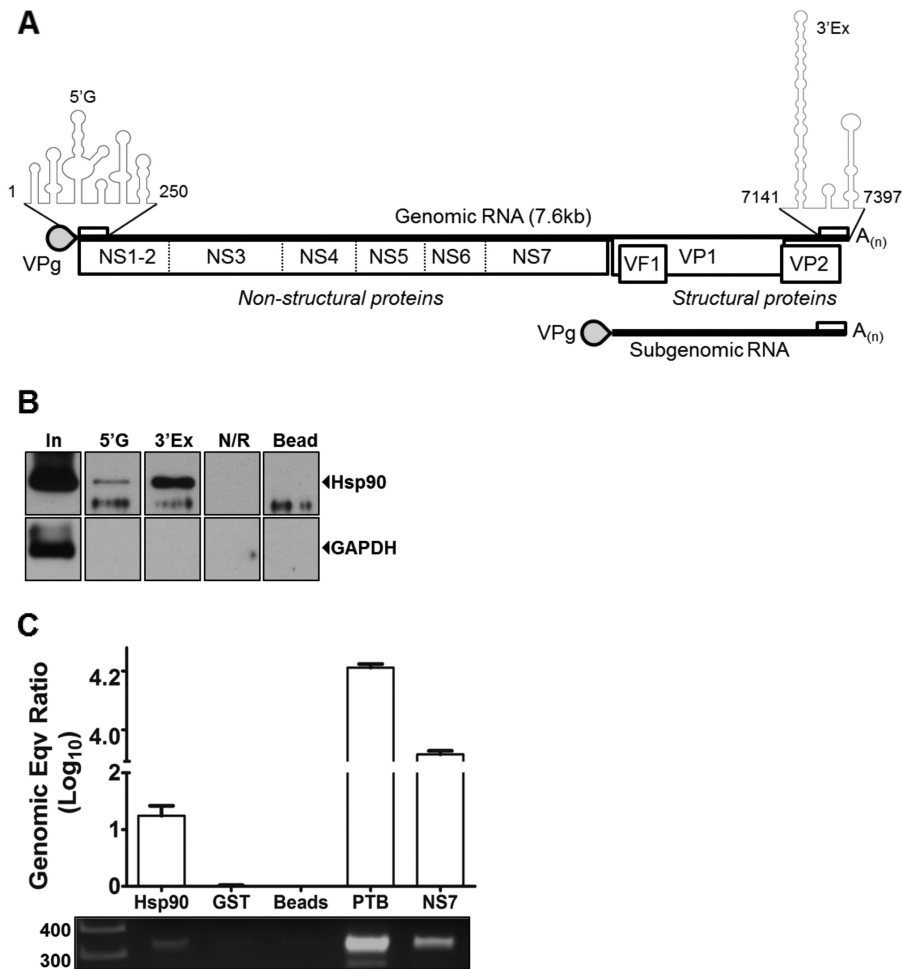 A
3'Ex
5'G
1
250
7141
7397
Genomic RNA (7.6kb)
A(n)
VPg
NS1-2
NS3
NS4
NS5
NS6
NS7
VF1
VP1
VP2
Non-structural proteins
Structural proteins
VPg
A(n)
Subgenomic RNA
B
In
5'G
3'Ex
N/R
Bead
Hsp90
GAPDH
C
Genomic Eqv Ratio
(Log10)
4.2
4.0
2
1
0
Hsp90
GST
Beads
PTB
NS7
400
300